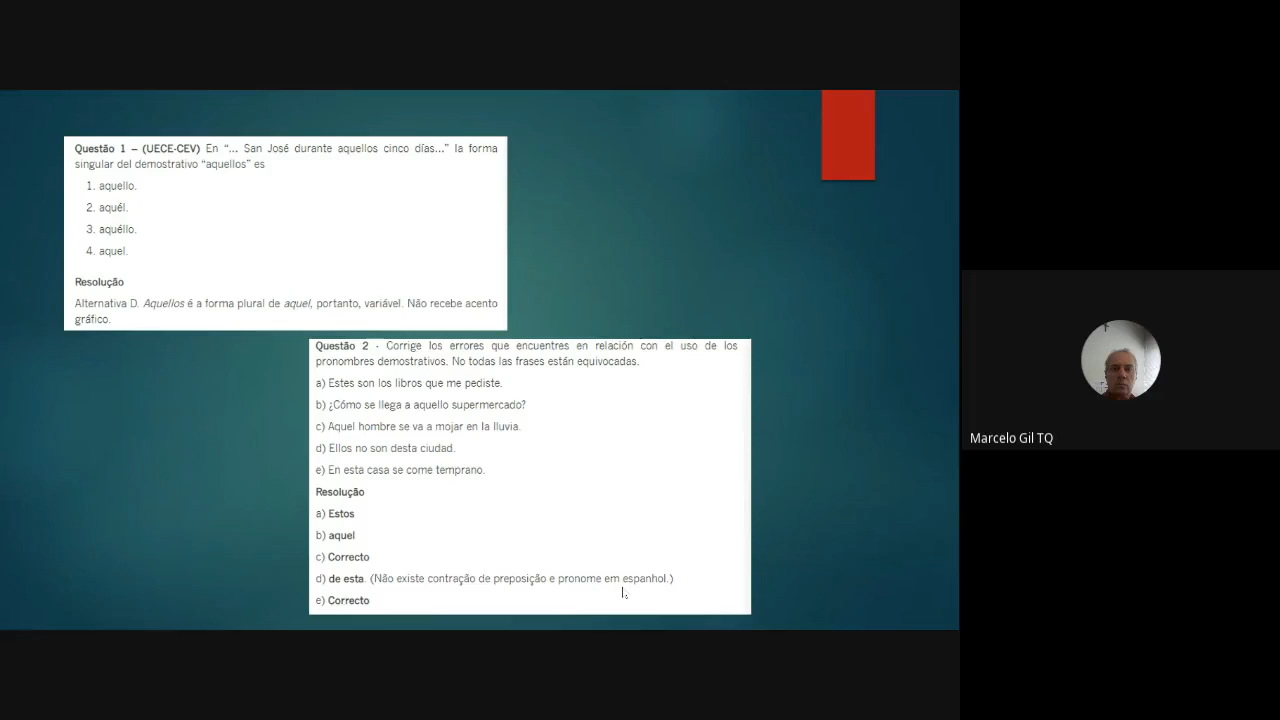 Questão 1 – (UECE-CEV) En “... San José durante aquellos cinco días...” la forma
singular del demostrativo “aquellos” es
1. aquello.
2. aquél.
3. aquéllo.
4. aquel.
Resolução
Alternativa D. Aquellos é a forma plural de aquel, portanto, variável. Não recebe acento
gráfico.
Questão 2 · Corrige los errores que encuentres en relación con el uso de los
pronombres demostrativos. No todas las frases están equivocadas.
a) Estes son los libros que me pediste.
b) ¿Cómo se llega a aquello supermercado?
c) Aquel hombre se va a mojar en la lluvia.
d) Ellos no son desta ciudad.
e) En esta casa se come temprano.
Resolução
a) Estos
b) aquel
c) Correcto
d) de esta. (Não existe contração de preposição e pronome em espanhol.)
e) Correcto
Marcelo Gil TQ